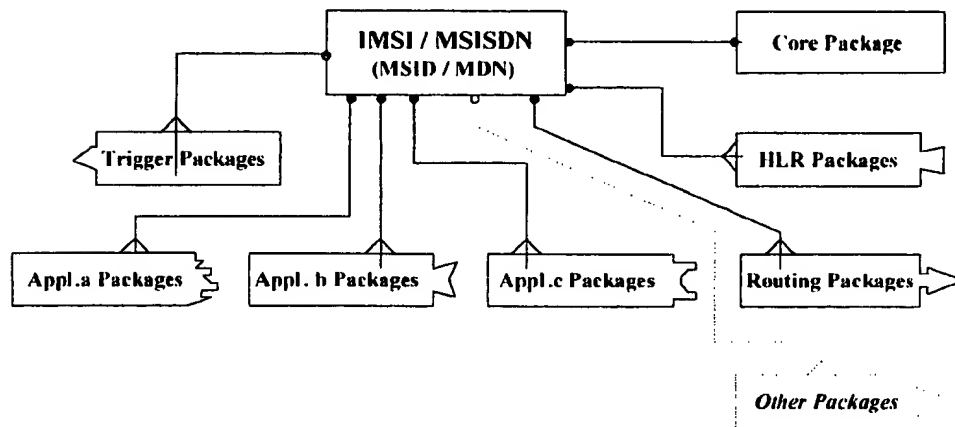 IMSI / MSISDN
(MSID / MDN)
Core Package
Trigger Packages
HLR Packages
Appl.a Packages
Appl. b Packages
Appl.c Packages
Routing Packages
Other Packages